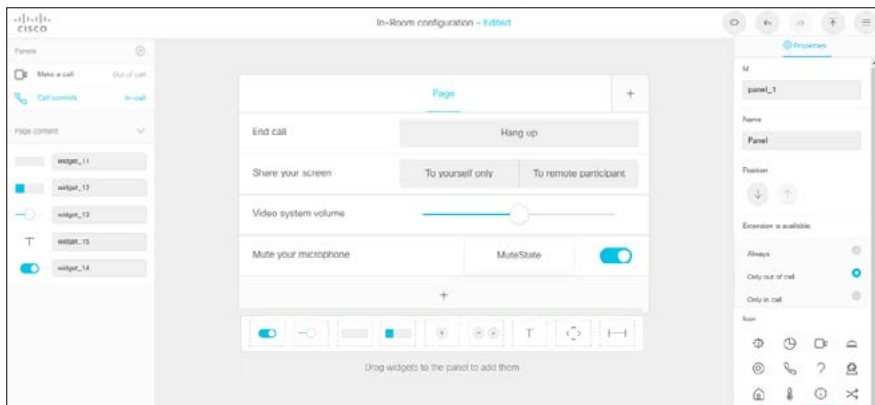 CISCO
In-Room configuration - Edited
Panels
Make a call Out of call
Call controls In-call
Page content
widget_11
widget_12
widget_13
widget_15
widget_14
Page +
End call Hang up
Share your screen To yourself only To remote participant
Video system volume
Mute your microphone MuteState
+
T
Drag widgets to the panel to add them
Properties
Id
panel_1
Name
Panel
Position
Extension is available:
Always
Only out of call
Only in call
Icon